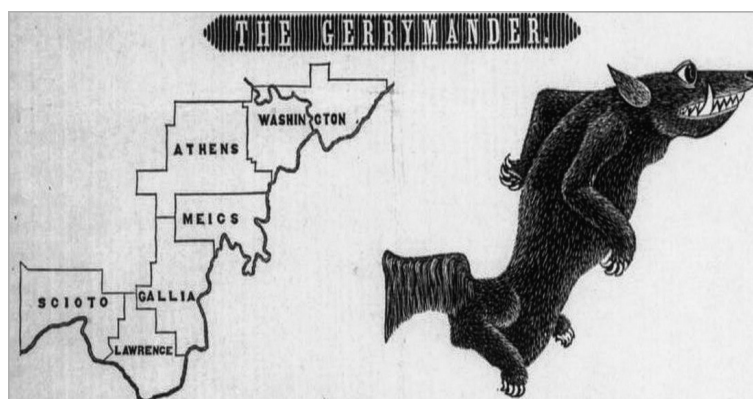 THE GERRYMANDER.
WASHINGTON
ATHENS
MEIGS
SCIOTO
GALLIA
LAWRENCE